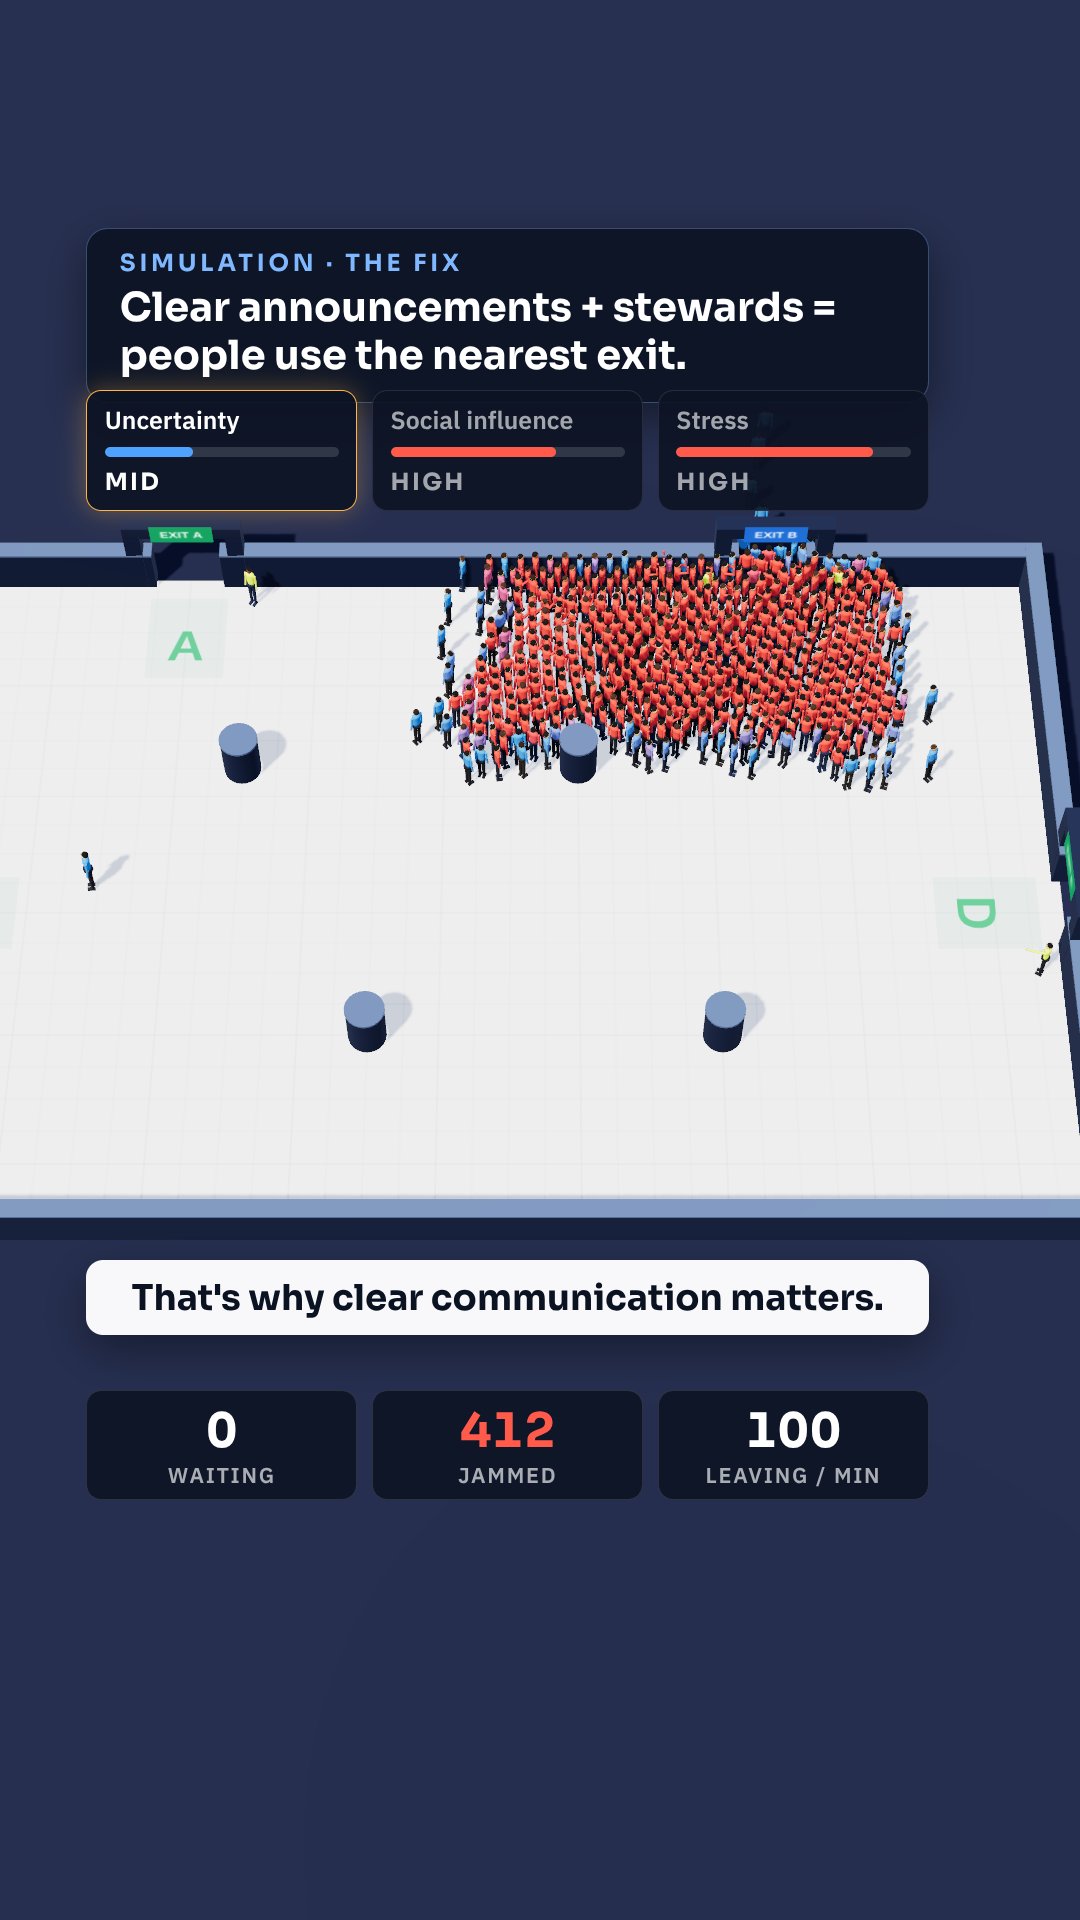 SIMULATION · THE FIX
Clear announcements + stewards =
people use the nearest exit.
Uncertainty
MID
Social influence
HIGH
Stress
HIGH
EXIT A
EXIT B
A
D
That's why clear communication matters.
0
WAITING
412
JAMMED
100
LEAVING / MIN